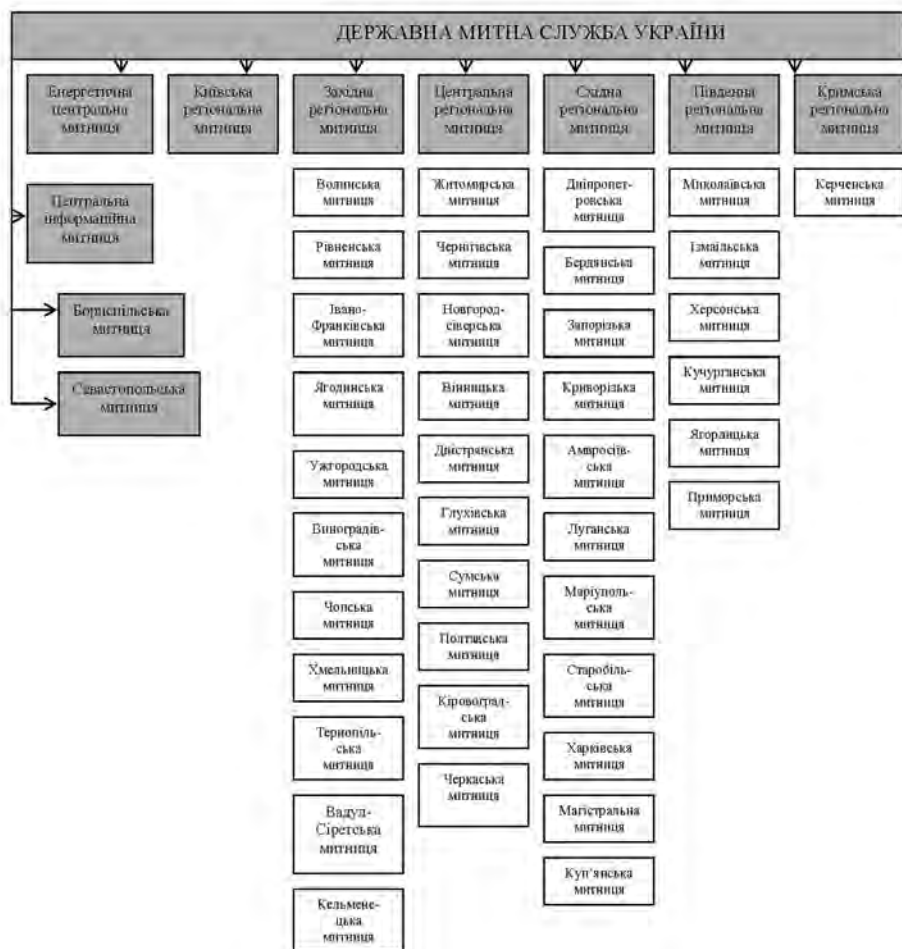 ДЕРЖАВНА МИТНА СЛУЖБА УКРАЇНИ
Енергетична
центральна
митниця
Київська
регіональна
митниця
Західна
регіональна
митниця
Центральна
регіональна
митниця
Східна
регіональна
митниця
Південна
регіональна
митниця
Кримська
регіональна
митниця
Центральна
інформаційна
митниця
Бориспільська
митниця
Севастопольська
митниця
Волинська
митниця
Рівненська
митниця
Івано-
Франківська
митниця
Ягодинська
митниця
Ужгородська
митниця
Виноградів-
ська
митниця
Чопська
митниця
Хмельницька
митниця
Тернопіль-
ська
митниця
Вадул-
Сіретська
митниця
Кельмене-
цька
митниця
Житомирська
митниця
Чернігівська
митниця
Новгород-
сіверська
митниця
Вінницька
митниця
Дністрянська
митниця
Глухівська
митниця
Сумська
митниця
Полтавська
митниця
Кіровоград-
ська
митниця
Черкаська
митниця
Дніпропет-
ровська
митниця
Бердянська
митниця
Запорізька
митниця
Криворізька
митниця
Амвросіїв-
ська
митниця
Луганська
митниця
Маріуполь-
ська
митниця
Старобіль-
ська
митниця
Харківська
митниця
Магістральна
митниця
Куп'янська
митниця
Миколаївська
митниця
Ізмаїльська
митниця
Херсонська
митниця
Кучурганська
митниця
Ягорлицька
митниця
Приморська
митниця
Керченська
митниця